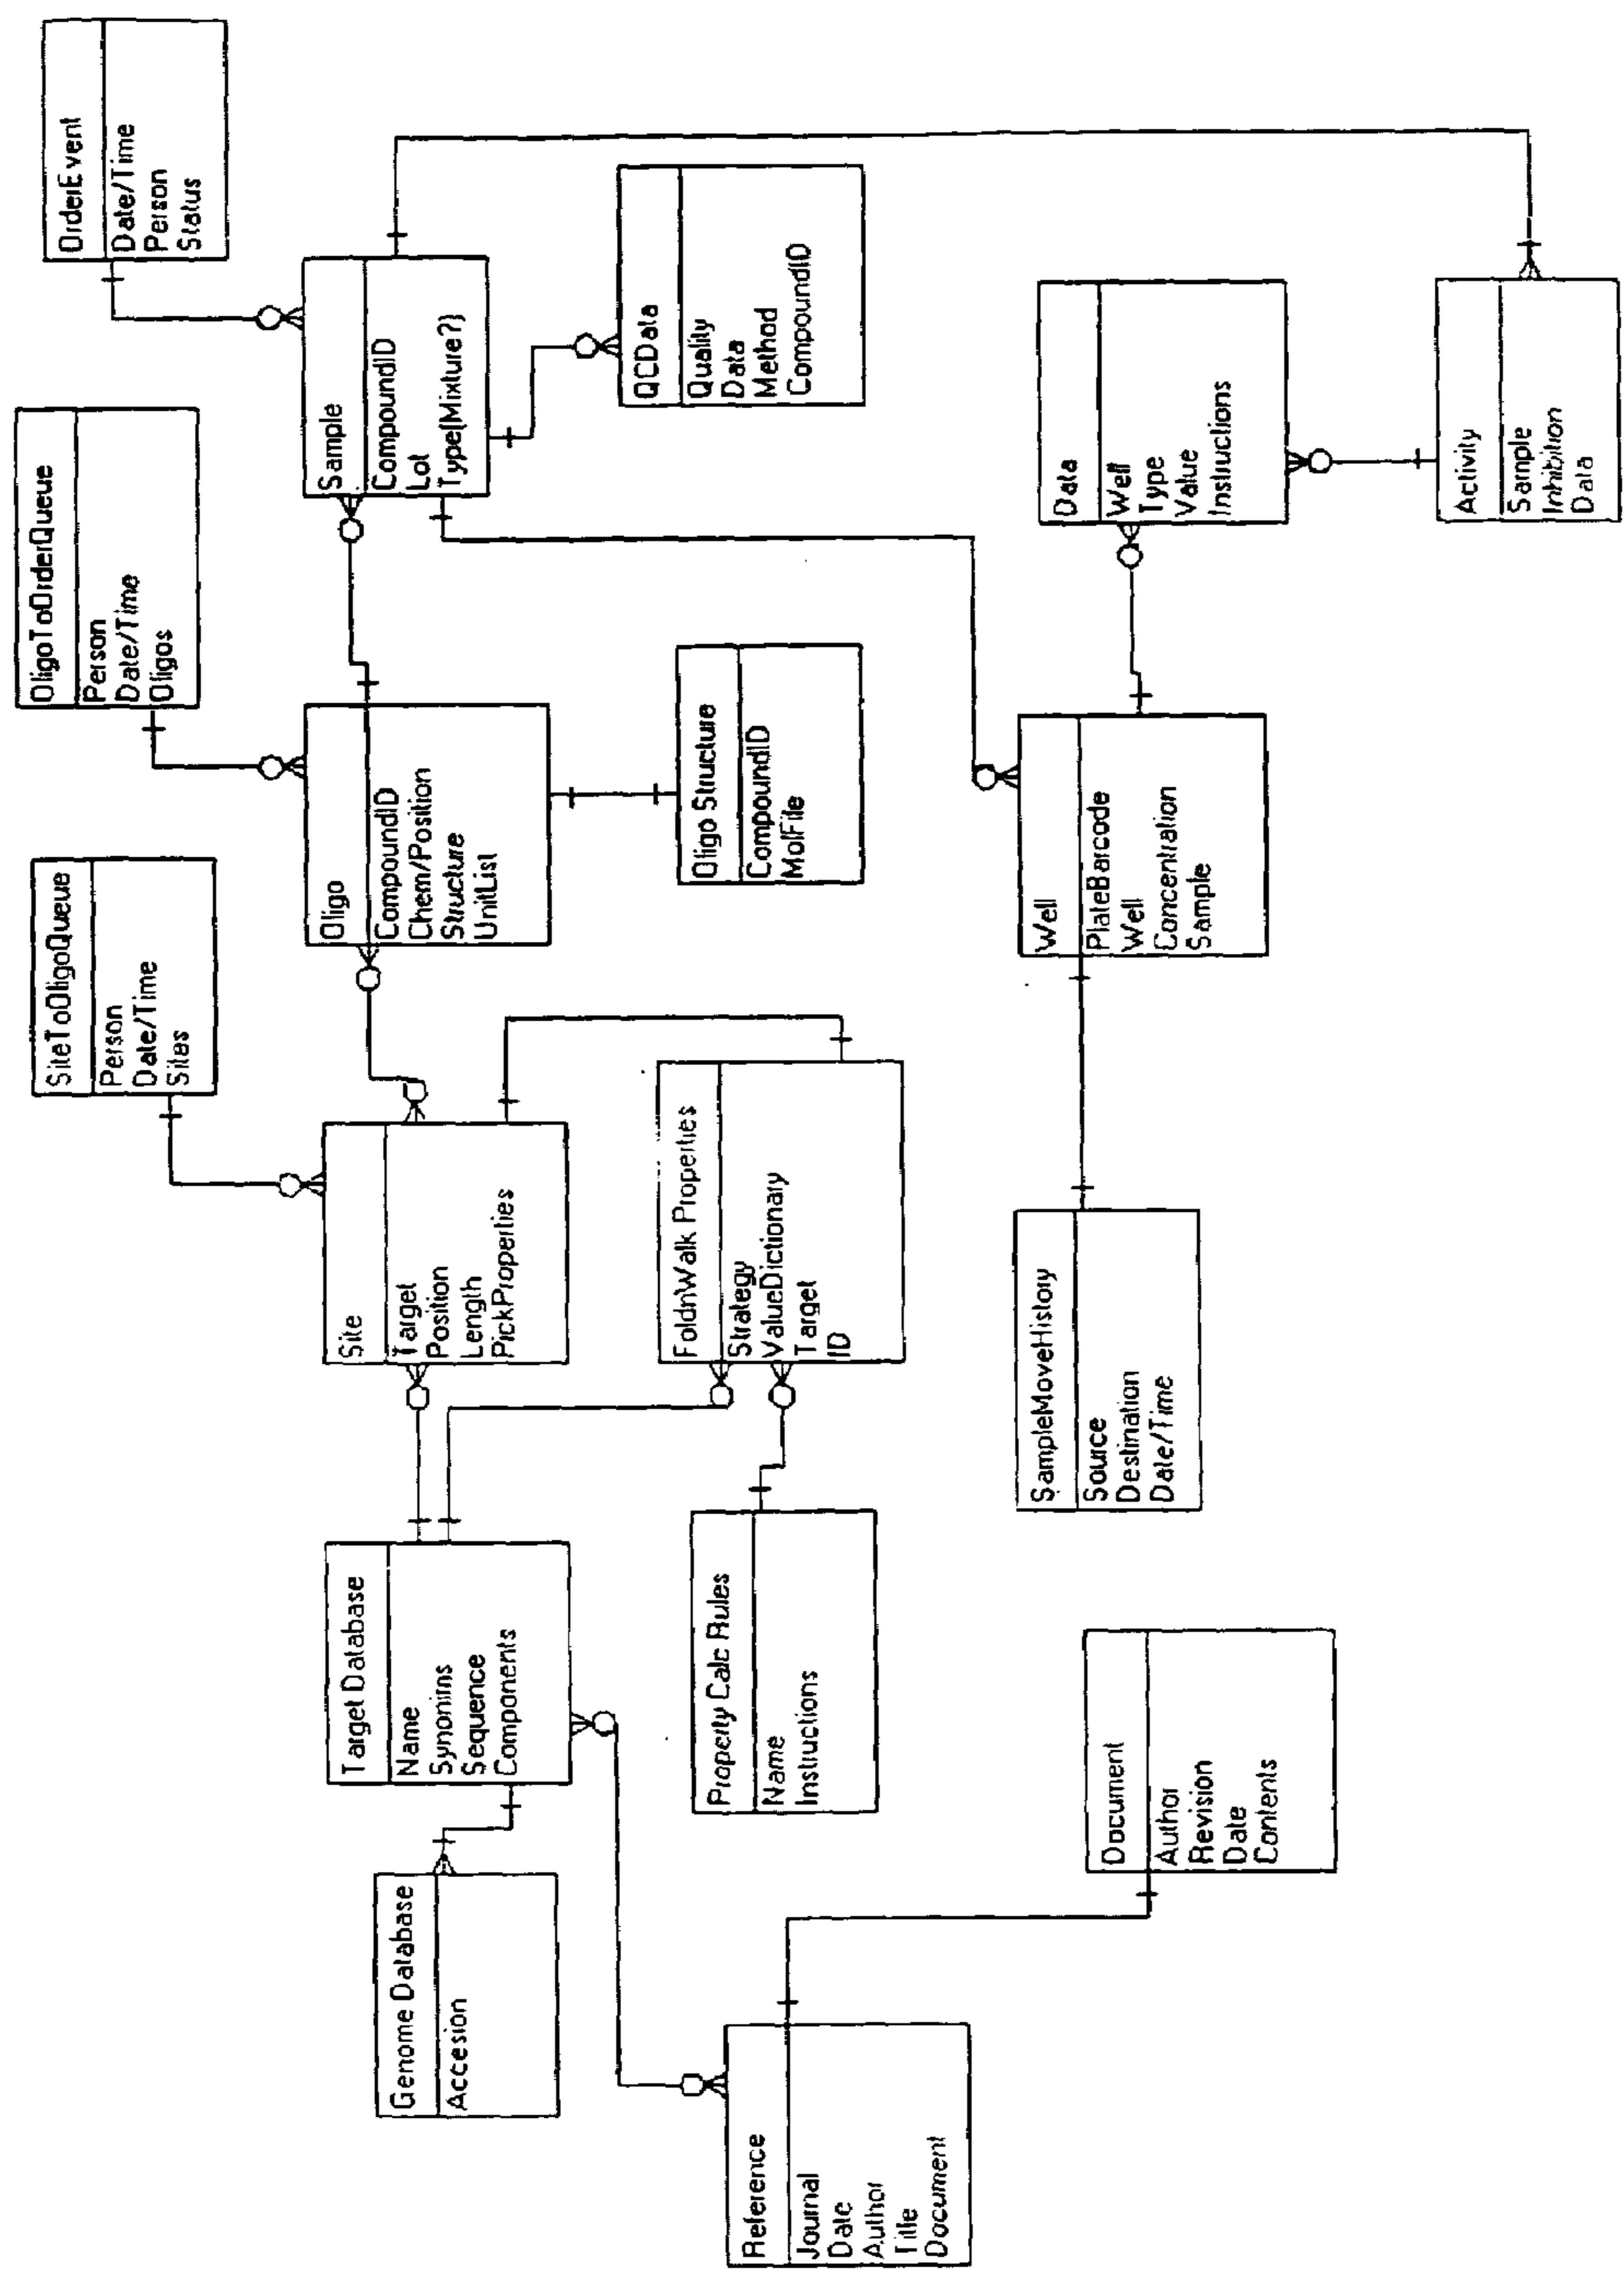 Genome Database
Accesion
Reference
Journal
Date
Author
Title
Document
Target Database
Name
Synonims
Sequence
Components
Property Calc Rules
Name
Instructions
Document
Author
Revision
Date
Contents
SiteToOligoQueue
Person
Date/Time
Sites
Site
Target
Position
Length
PickProperties
FoldnWalk Properties
Strategy
ValueDictionary
Target
ID
SampleMoveHistory
Source
Destination
Date/Time
OligoToOrderQueue
Person
Date/Time
Oligos
Oligo
CompoundID
Chem/Position
Structure
UnitList
Oligo Structure
CompoundID
MolFile
Well
PlateBarcode
Well
Concentration
Sample
OrderEvent
Date/Time
Person
Status
Sample
CompoundID
Lot
Type(Mixture?)
QCData
Quality
Data
Method
CompoundID
Data
Well
Type
Value
Instructions
Activity
Sample
Inhibition
Data